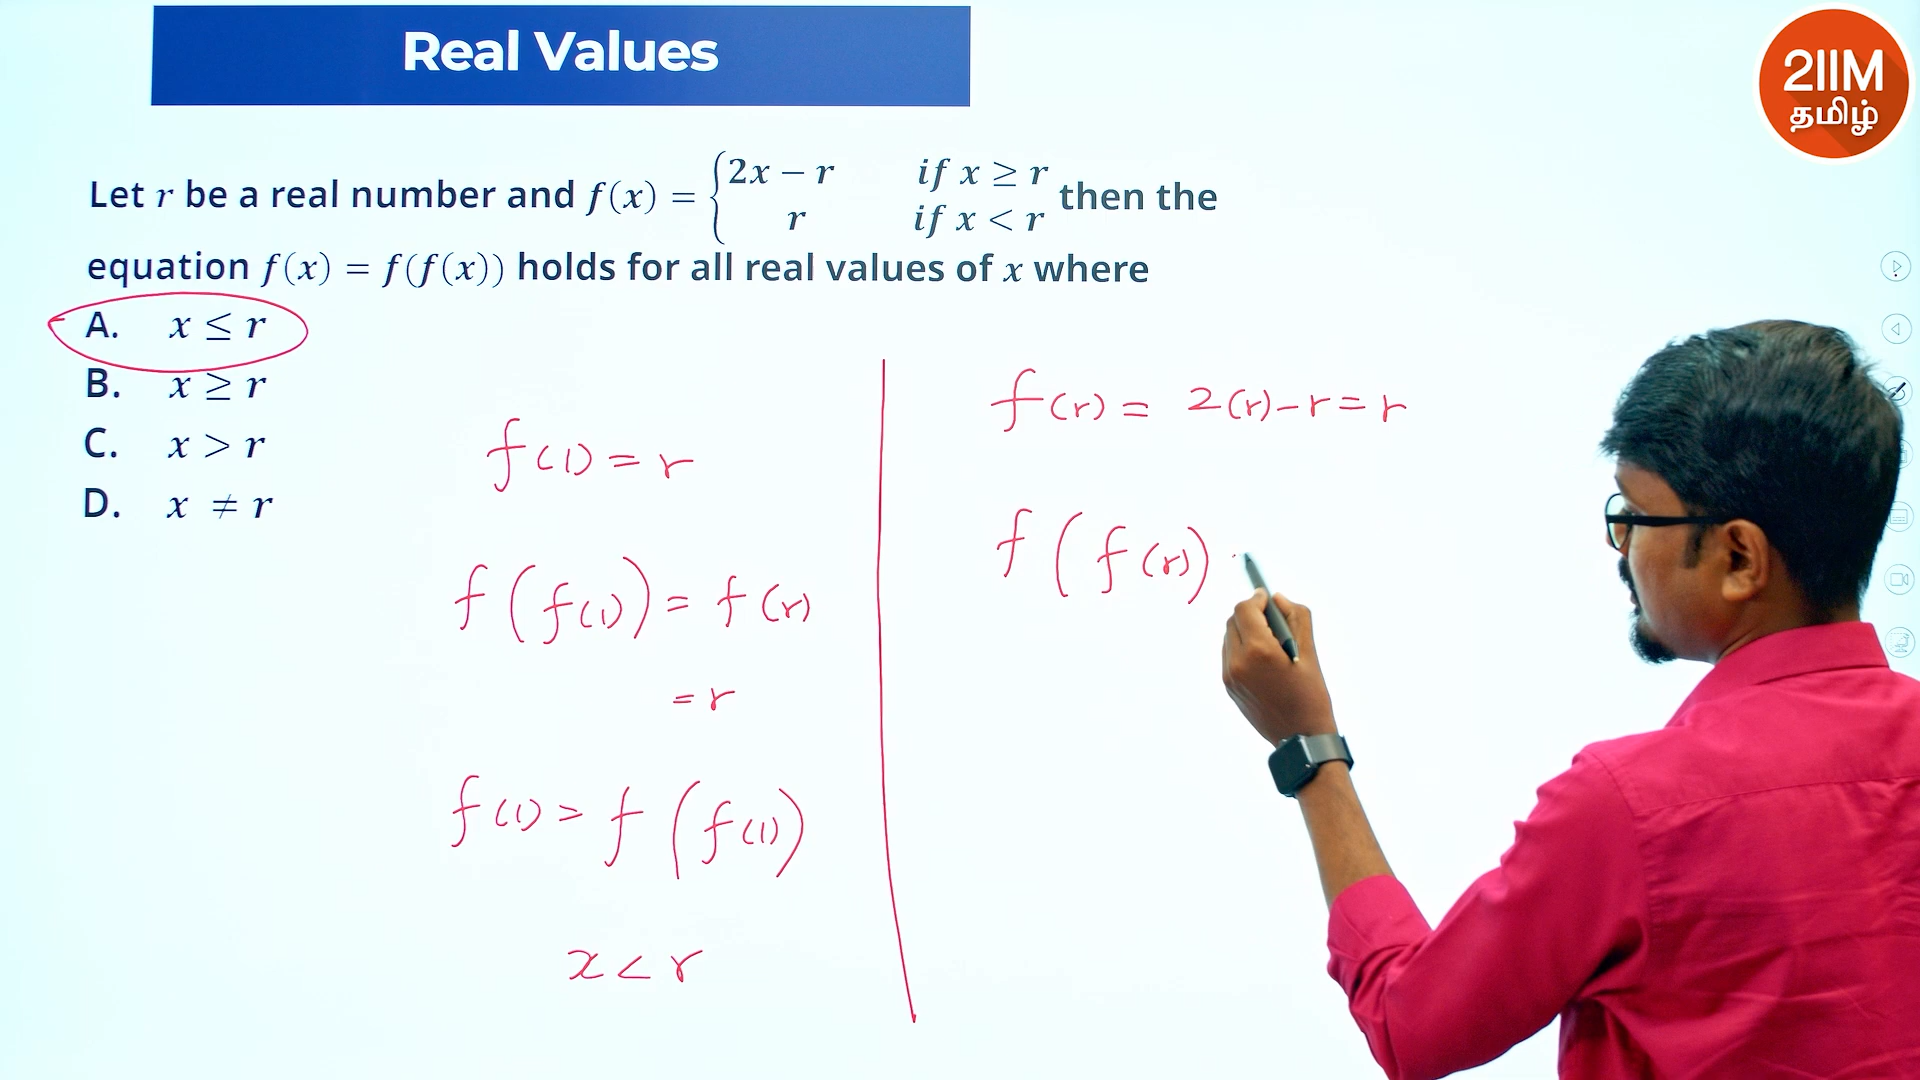 Real Values
2IIM
தமிழ்
Let r be a real number and f(x) = {2x − r if x ≥ r
r if x < r then the
equation f(x) = f(f(x)) holds for all real values of x where
A. x ≤ r
B. x ≥ r
C. x > r
D. x ≠ r
f(1) = r
f(f(1)) = f(r)
= r
f(1) = f(f(1))
x < r
f(r) = 2(r) - r = r
f(f(r))